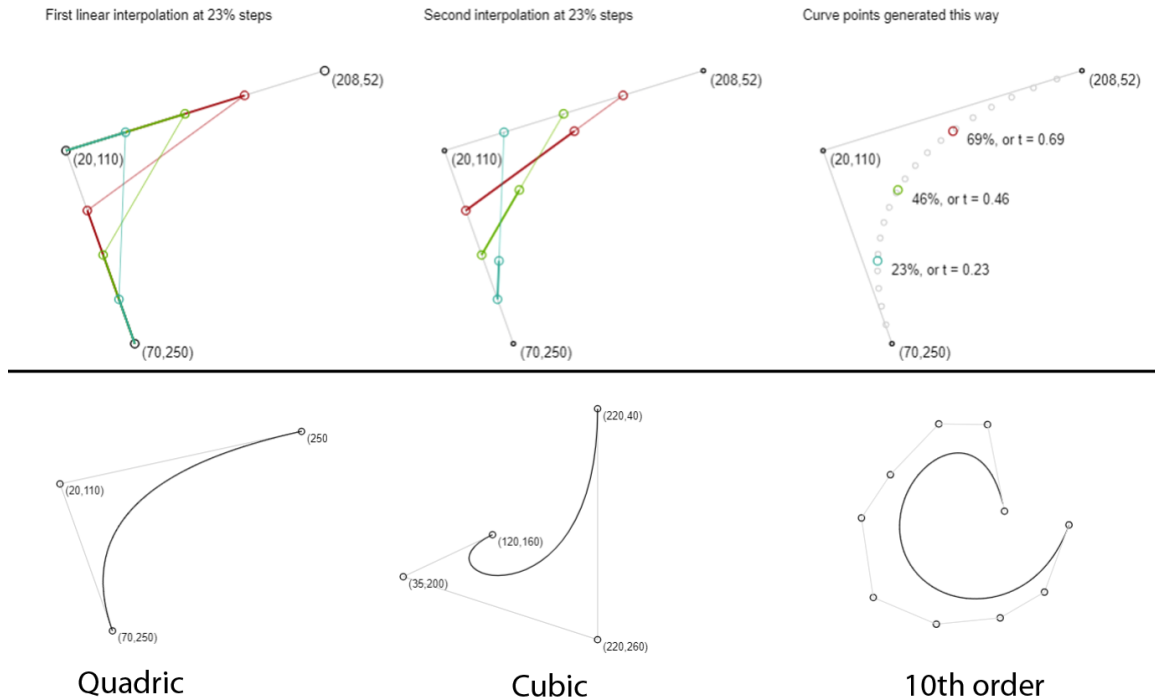 First linear interpolation at 23% steps
Second interpolation at 23% steps
Curve points generated this way
(208,52)
(20,110)
(70,250)
(208,52)
(20,110)
(70,250)
(208,52)
(20,110)
69%, or t = 0.69
46%, or t = 0.46
23%, or t = 0.23
(70,250)
(250
(20,110)
(70,250)
(220,40)
(120,160)
(35,200)
(220,260)
Quadric
Cubic
10th order